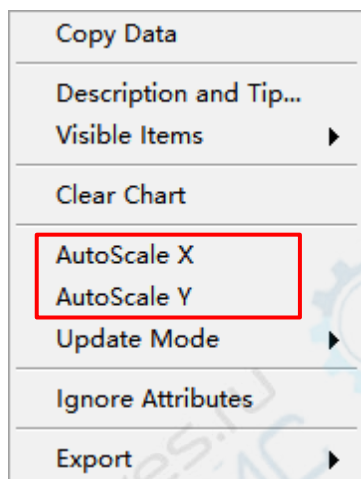 Copy Data
Description and Tip...
Visible Items
Clear Chart
AutoScale X
AutoScale Y
Update Mode
Ignore Attributes
Export